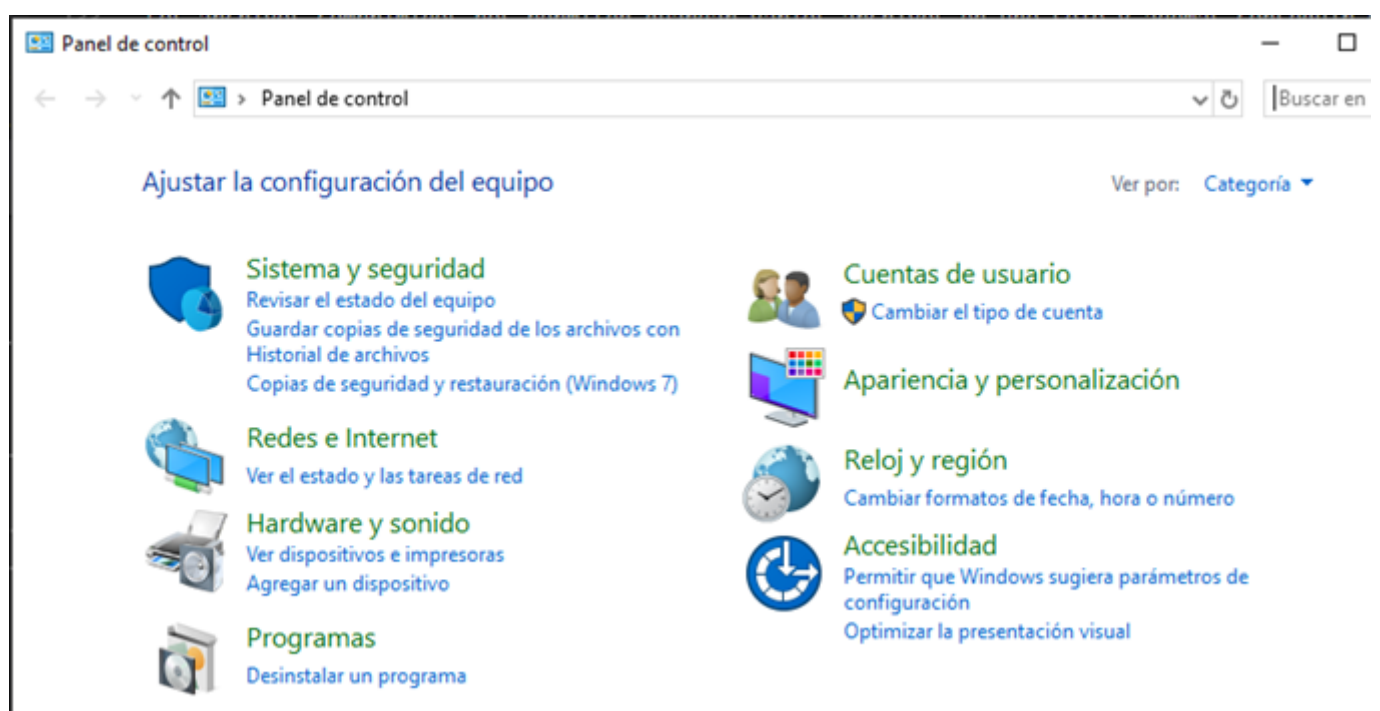 Panel de control
Panel de control
Buscar en
Ajustar la configuración del equipo
Ver por: Categoría
Sistema y seguridad
Revisar el estado del equipo
Guardar copias de seguridad de los archivos con
Historial de archivos
Copias de seguridad y restauración (Windows 7)
Redes e Internet
Ver el estado y las tareas de red
Hardware y sonido
Ver dispositivos e impresoras
Agregar un dispositivo
Programas
Desinstalar un programa
Cuentas de usuario
Cambiar el tipo de cuenta
Apariencia y personalización
Reloj y región
Cambiar formatos de fecha, hora o número
Accesibilidad
Permitir que Windows sugiera parámetros de
configuración
Optimizar la presentación visual